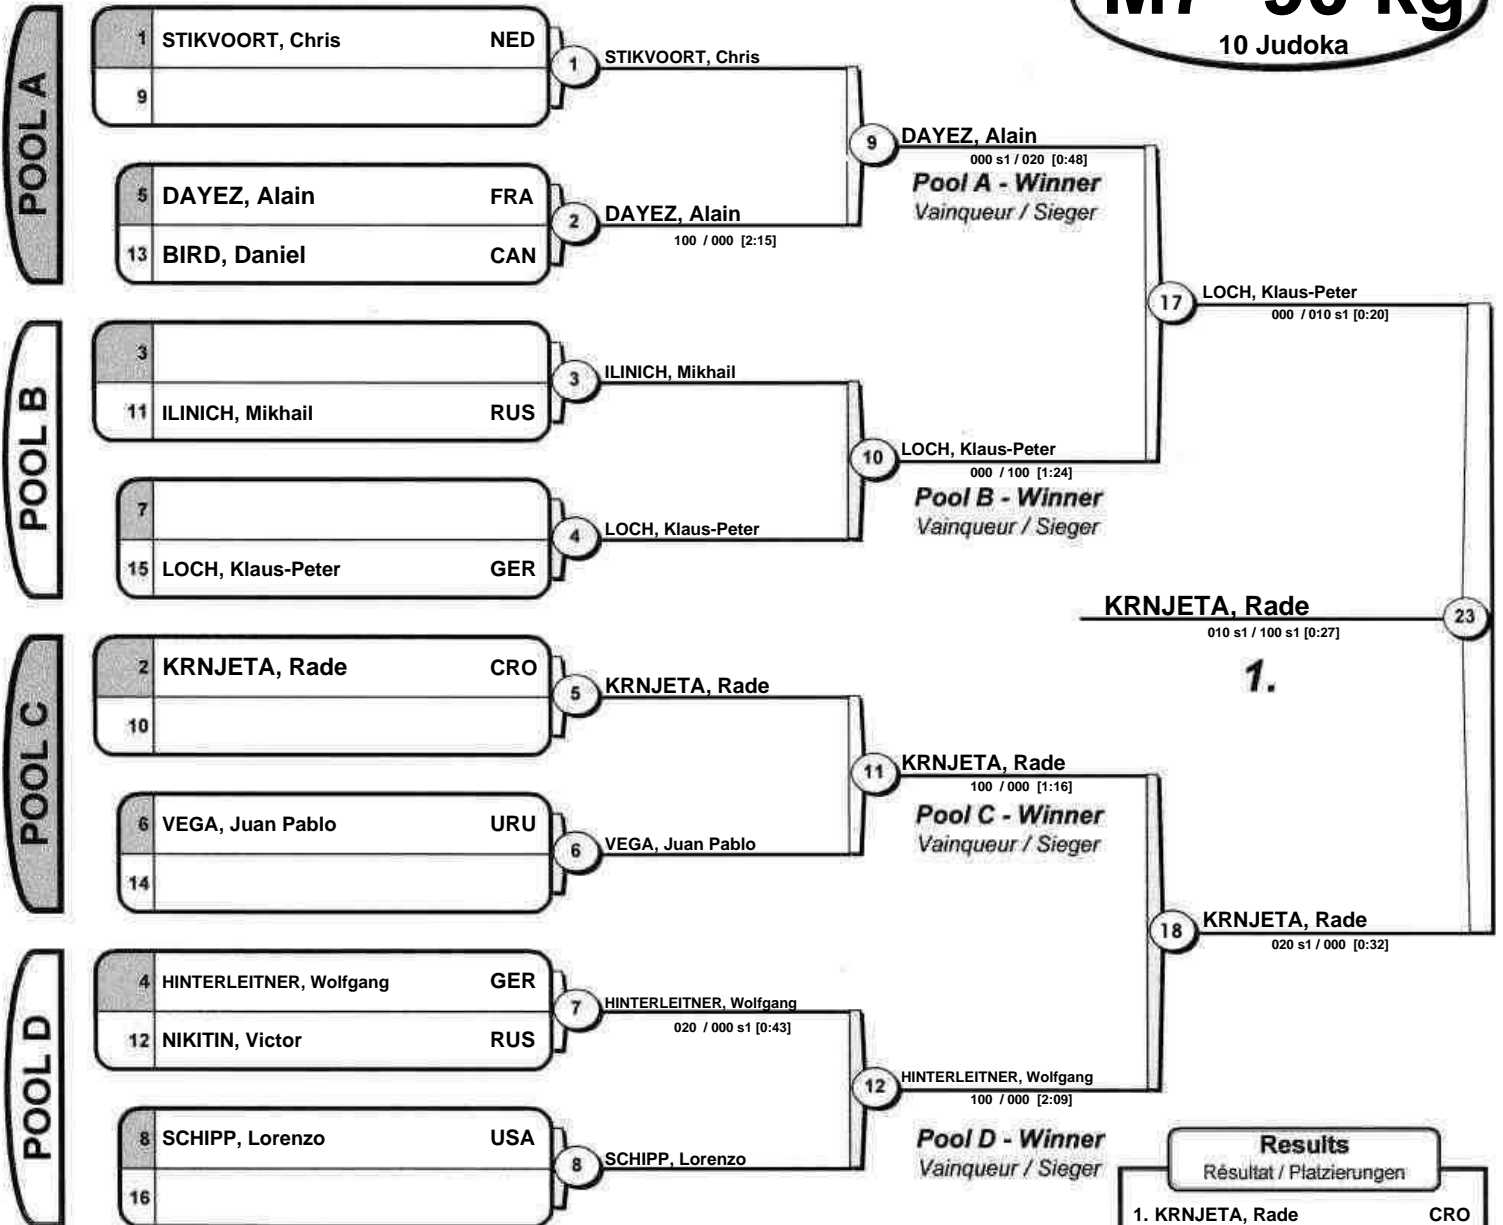 M7 -90 kg
10 Judoka
POOL A
1 STIKVOORT, Chris NED
9
5 DAYEZ, Alain FRA
13 BIRD, Daniel CAN
1
STIKVOORT, Chris
2
DAYEZ, Alain
100 / 000 [2:15]
9
DAYEZ, Alain
000 s1 / 020 [0:48]
Pool A - Winner
Vainqueur / Sieger
POOL B
3
11 ILINICH, Mikhail RUS
7
15 LOCH, Klaus-Peter GER
3
ILINICH, Mikhail
4
LOCH, Klaus-Peter
10
LOCH, Klaus-Peter
000 / 100 [1:24]
Pool B - Winner
Vainqueur / Sieger
17
LOCH, Klaus-Peter
000 / 010 s1 [0:20]
KRNJETA, Rade
23
010 s1 / 100 s1 [0:27]
1.
POOL C
2 KRNJETA, Rade CRO
10
6 VEGA, Juan Pablo URU
14
5
KRNJETA, Rade
6
VEGA, Juan Pablo
11
KRNJETA, Rade
100 / 000 [1:16]
Pool C - Winner
Vainqueur / Sieger
18
KRNJETA, Rade
020 s1 / 000 [0:32]
POOL D
4 HINTERLEITNER, Wolfgang GER
12 NIKITIN, Victor RUS
8 SCHIPP, Lorenzo USA
16
7
HINTERLEITNER, Wolfgang
020 / 000 s1 [0:43]
8
SCHIPP, Lorenzo
12
HINTERLEITNER, Wolfgang
100 / 000 [2:09]
Pool D - Winner
Vainqueur / Sieger
Results
Résultat / Platzierungen
1. KRNJETA, Rade CRO